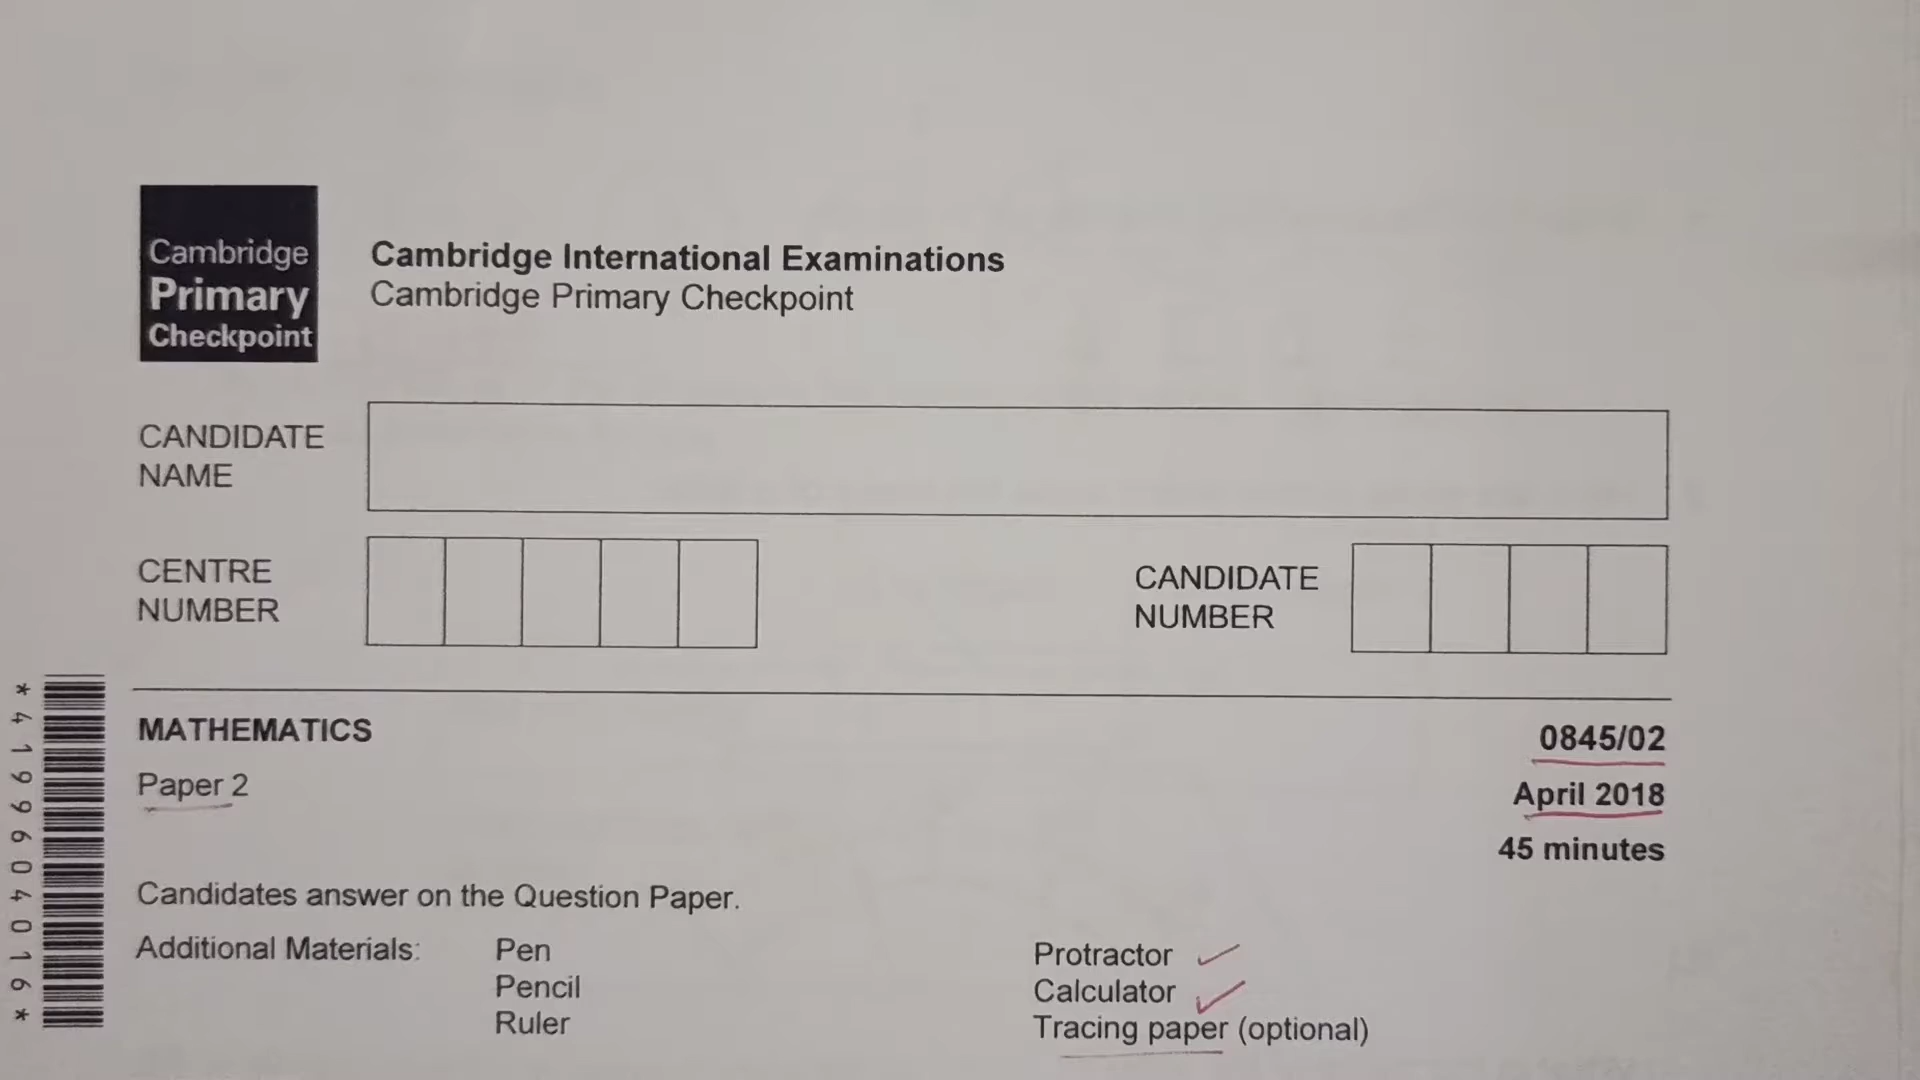 Cambridge
Primary
Checkpoint
Cambridge International Examinations
Cambridge Primary Checkpoint
CANDIDATE
NAME
CENTRE
NUMBER
CANDIDATE
NUMBER
*4199604016*
MATHEMATICS
0845/02
Paper 2
April 2018
45 minutes
Candidates answer on the Question Paper.
Additional Materials:
Pen
Pencil
Ruler
Protractor
Calculator
Tracing paper (optional)